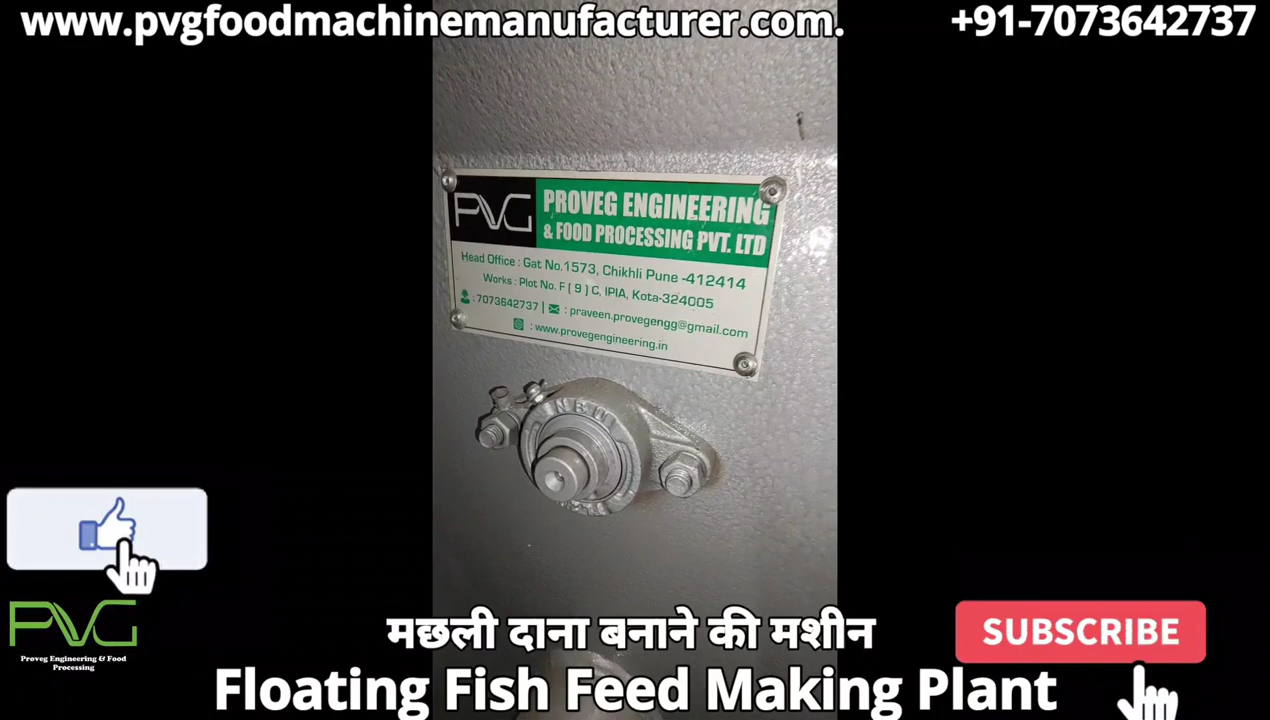 www.pvgfoodmachinemanufacturer.com.
+91-7073642737
PVG
PROVEG ENGINEERING
& FOOD PROCESSING PVT. LTD
Head Office : Gat No.1573, Chikhli Pune -412414
Works : Plot No. F ( 9 ) C, IPIA, Kota-324005
: 7073642737 | : praveen.provegengg@gmail.com
: www.provegengineering.in
PVG
Proveg Engineering & Food
Processing
मछली दाना बनाने की मशीन
SUBSCRIBE
Floating Fish Feed Making Plant